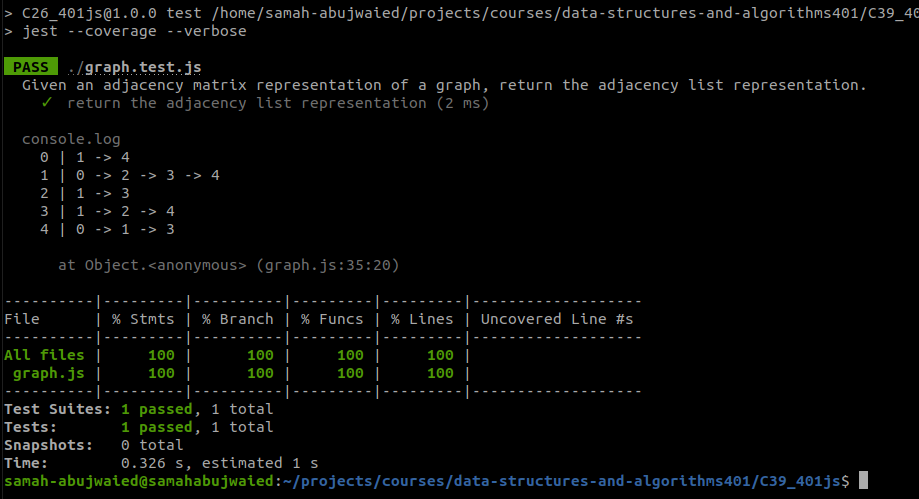 > C26_401js@1.0.0 test /home/samah-abujwaied/projects/courses/data-structures-and-algorithms401/C39_40
> jest --coverage --verbose
PASS ./graph.test.js
Given an adjacency matrix representation of a graph, return the adjacency list representation.
✓ return the adjacency list representation (2 ms)
console.log
0 | 1 -> 4
1 | 0 -> 2 -> 3 -> 4
2 | 1 -> 3
3 | 1 -> 2 -> 4
4 | 0 -> 1 -> 3
at Object.<anonymous> (graph.js:35:20)
----------|---------|----------|---------|---------|-------------------
File      | % Stmts | % Branch | % Funcs | % Lines | Uncovered Line #s
----------|---------|----------|---------|---------|-------------------
All files |     100 |      100 |     100 |     100 |
 graph.js |     100 |      100 |     100 |     100 |
----------|---------|----------|---------|---------|-------------------
Test Suites: 1 passed, 1 total
Tests:       1 passed, 1 total
Snapshots:   0 total
Time:        0.326 s, estimated 1 s
samah-abujwaied@samahabujwaied:~/projects/courses/data-structures-and-algorithms401/C39_401js$